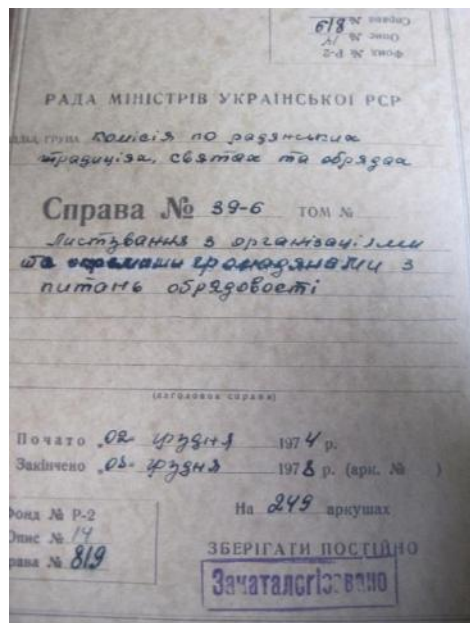 Фонд № Р-2
Опис № 14
Справа № 819
РАДА МІНІСТРІВ УКРАЇНСЬКОЇ РСР
група Комісія по радянських
традиціях, святах та обрядах
Справа № 39-6 ТОМ №
Листування з організаціями
та окремими громадянами з
питань обрядовості
(заголовок справи)
Почато „02 грудня 1974 р.
Закінчено „05 грудня 1978 р. (арк. № )
На 249 аркушах
Фонд № Р-2
Опис № 14
Справа № 819
ЗБЕРІГАТИ ПОСТІЙНО
Закаталогізовано